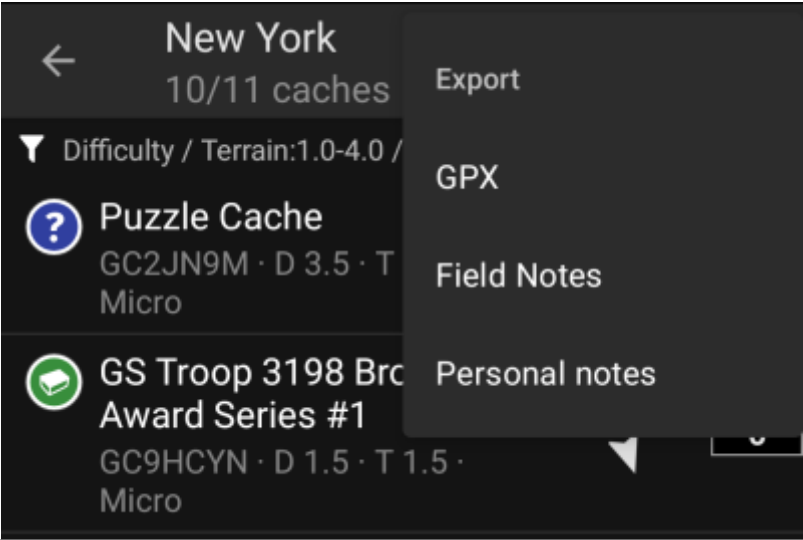 New York
10/11 caches
Difficulty / Terrain:1.0-4.0 /
?
Puzzle Cache
GC2JN9M · D 3.5 · T
Micro
GS Troop 3198 Bro
Award Series #1
GC9HCYN · D 1.5 · T 1.5 ·
Micro
Export
GPX
Field Notes
Personal notes